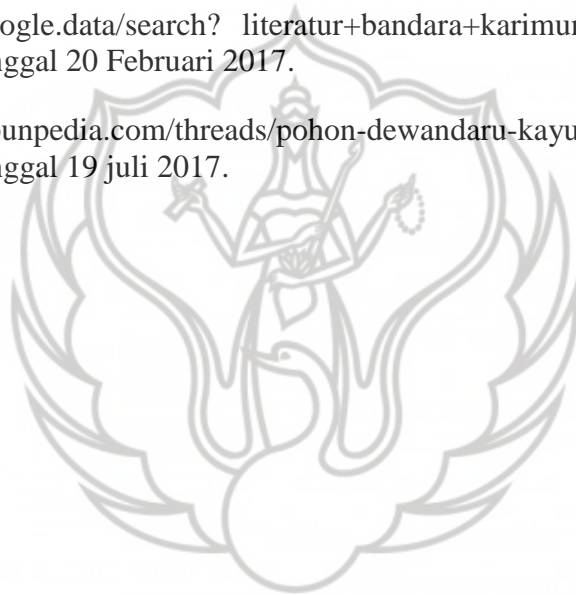 ogle.data/search? literatur+bandara+karimun
nggal 20 Februari 2017.
unpedia.com/threads/pohon-dewandaru-kayu
nggal 19 juli 2017.